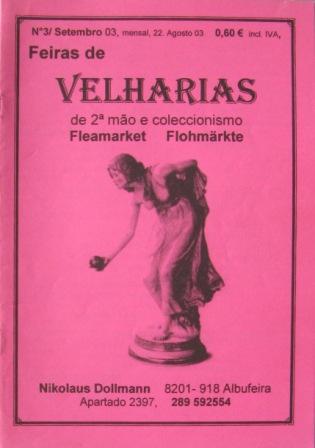 N°3/ Setembro 03, mensal, 22. Agosto 03 0,60 € incl. IVA,
Feiras de
VELHARIAS
de 2ª mão e coleccionismo
Fleamarket Flohmärkte
Nikolaus Dollmann 8201- 918 Albufeira
Apartado 2397, 289 592554